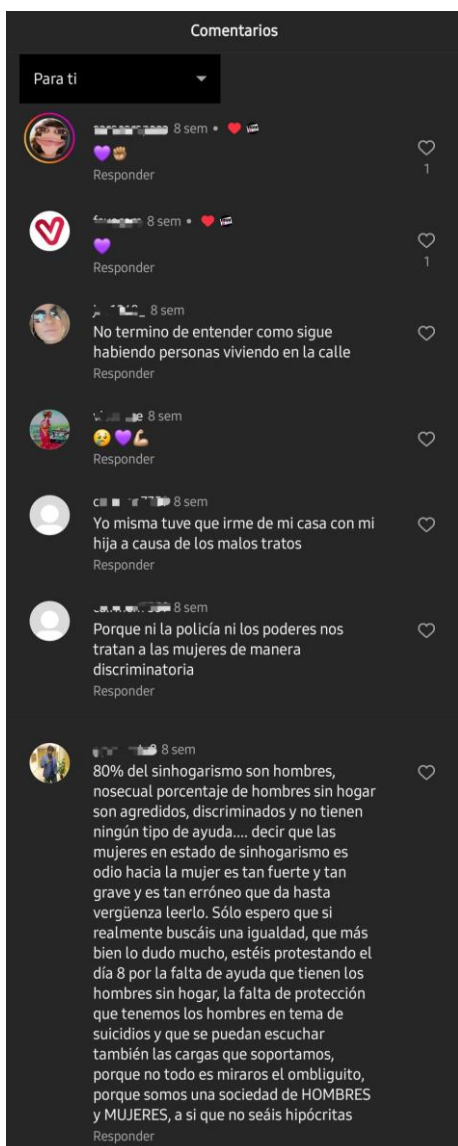 Comentarios
Para ti
8 sem •
1
Responder
8 sem •
1
Responder
8 sem
No termino de entender como sigue
habiendo personas viviendo en la calle
Responder
8 sem
Responder
8 sem
Yo misma tuve que irme de mi casa con mi
hija a causa de los malos tratos
Responder
8 sem
Porque ni la policía ni los poderes nos
tratan a las mujeres de manera
discriminatoria
Responder
8 sem
80% del sinhogarismo son hombres,
nosecual porcentaje de hombres sin hogar
son agredidos, discriminados y no tienen
ningún tipo de ayuda.... decir que las
mujeres en estado de sinhogarismo es
odio hacia la mujer es tan fuerte y tan
grave y es tan erróneo que da hasta
vergüenza leerlo. Sólo espero que si
realmente buscáis una igualdad, que más
bien lo dudo mucho, estéis protestando el
día 8 por la falta de ayuda que tienen los
hombres sin hogar, la falta de protección
que tenemos los hombres en tema de
suicidios y que se puedan escuchar
también las cargas que soportamos,
porque no todo es miraros el ombliguito,
porque somos una sociedad de HOMBRES
y MUJERES, a si que no seáis hipócritas
Responder